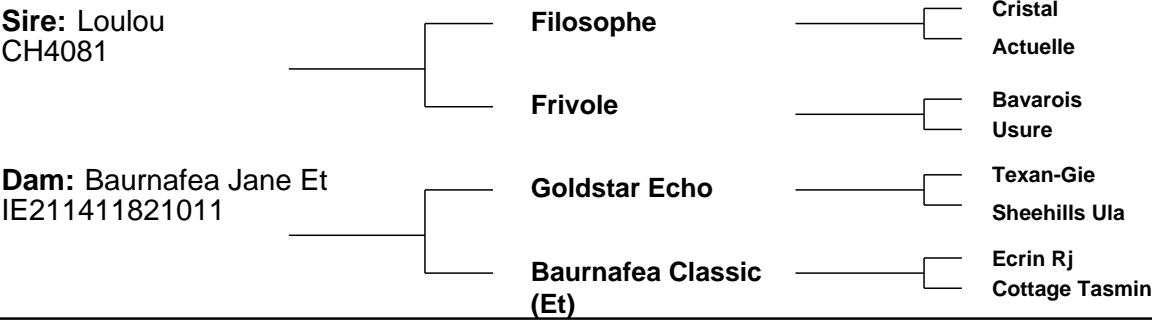 Sire: Loulou
CH4081
Filosophe
Cristal
Actuelle
Frivole
Bavarois
Usure
Dam: Baurnafea Jane Et
IE211411821011
Goldstar Echo
Texan-Gie
Sheehills Ula
Baurnafea Classic
(Et)
Ecrin Rj
Cottage Tasmin